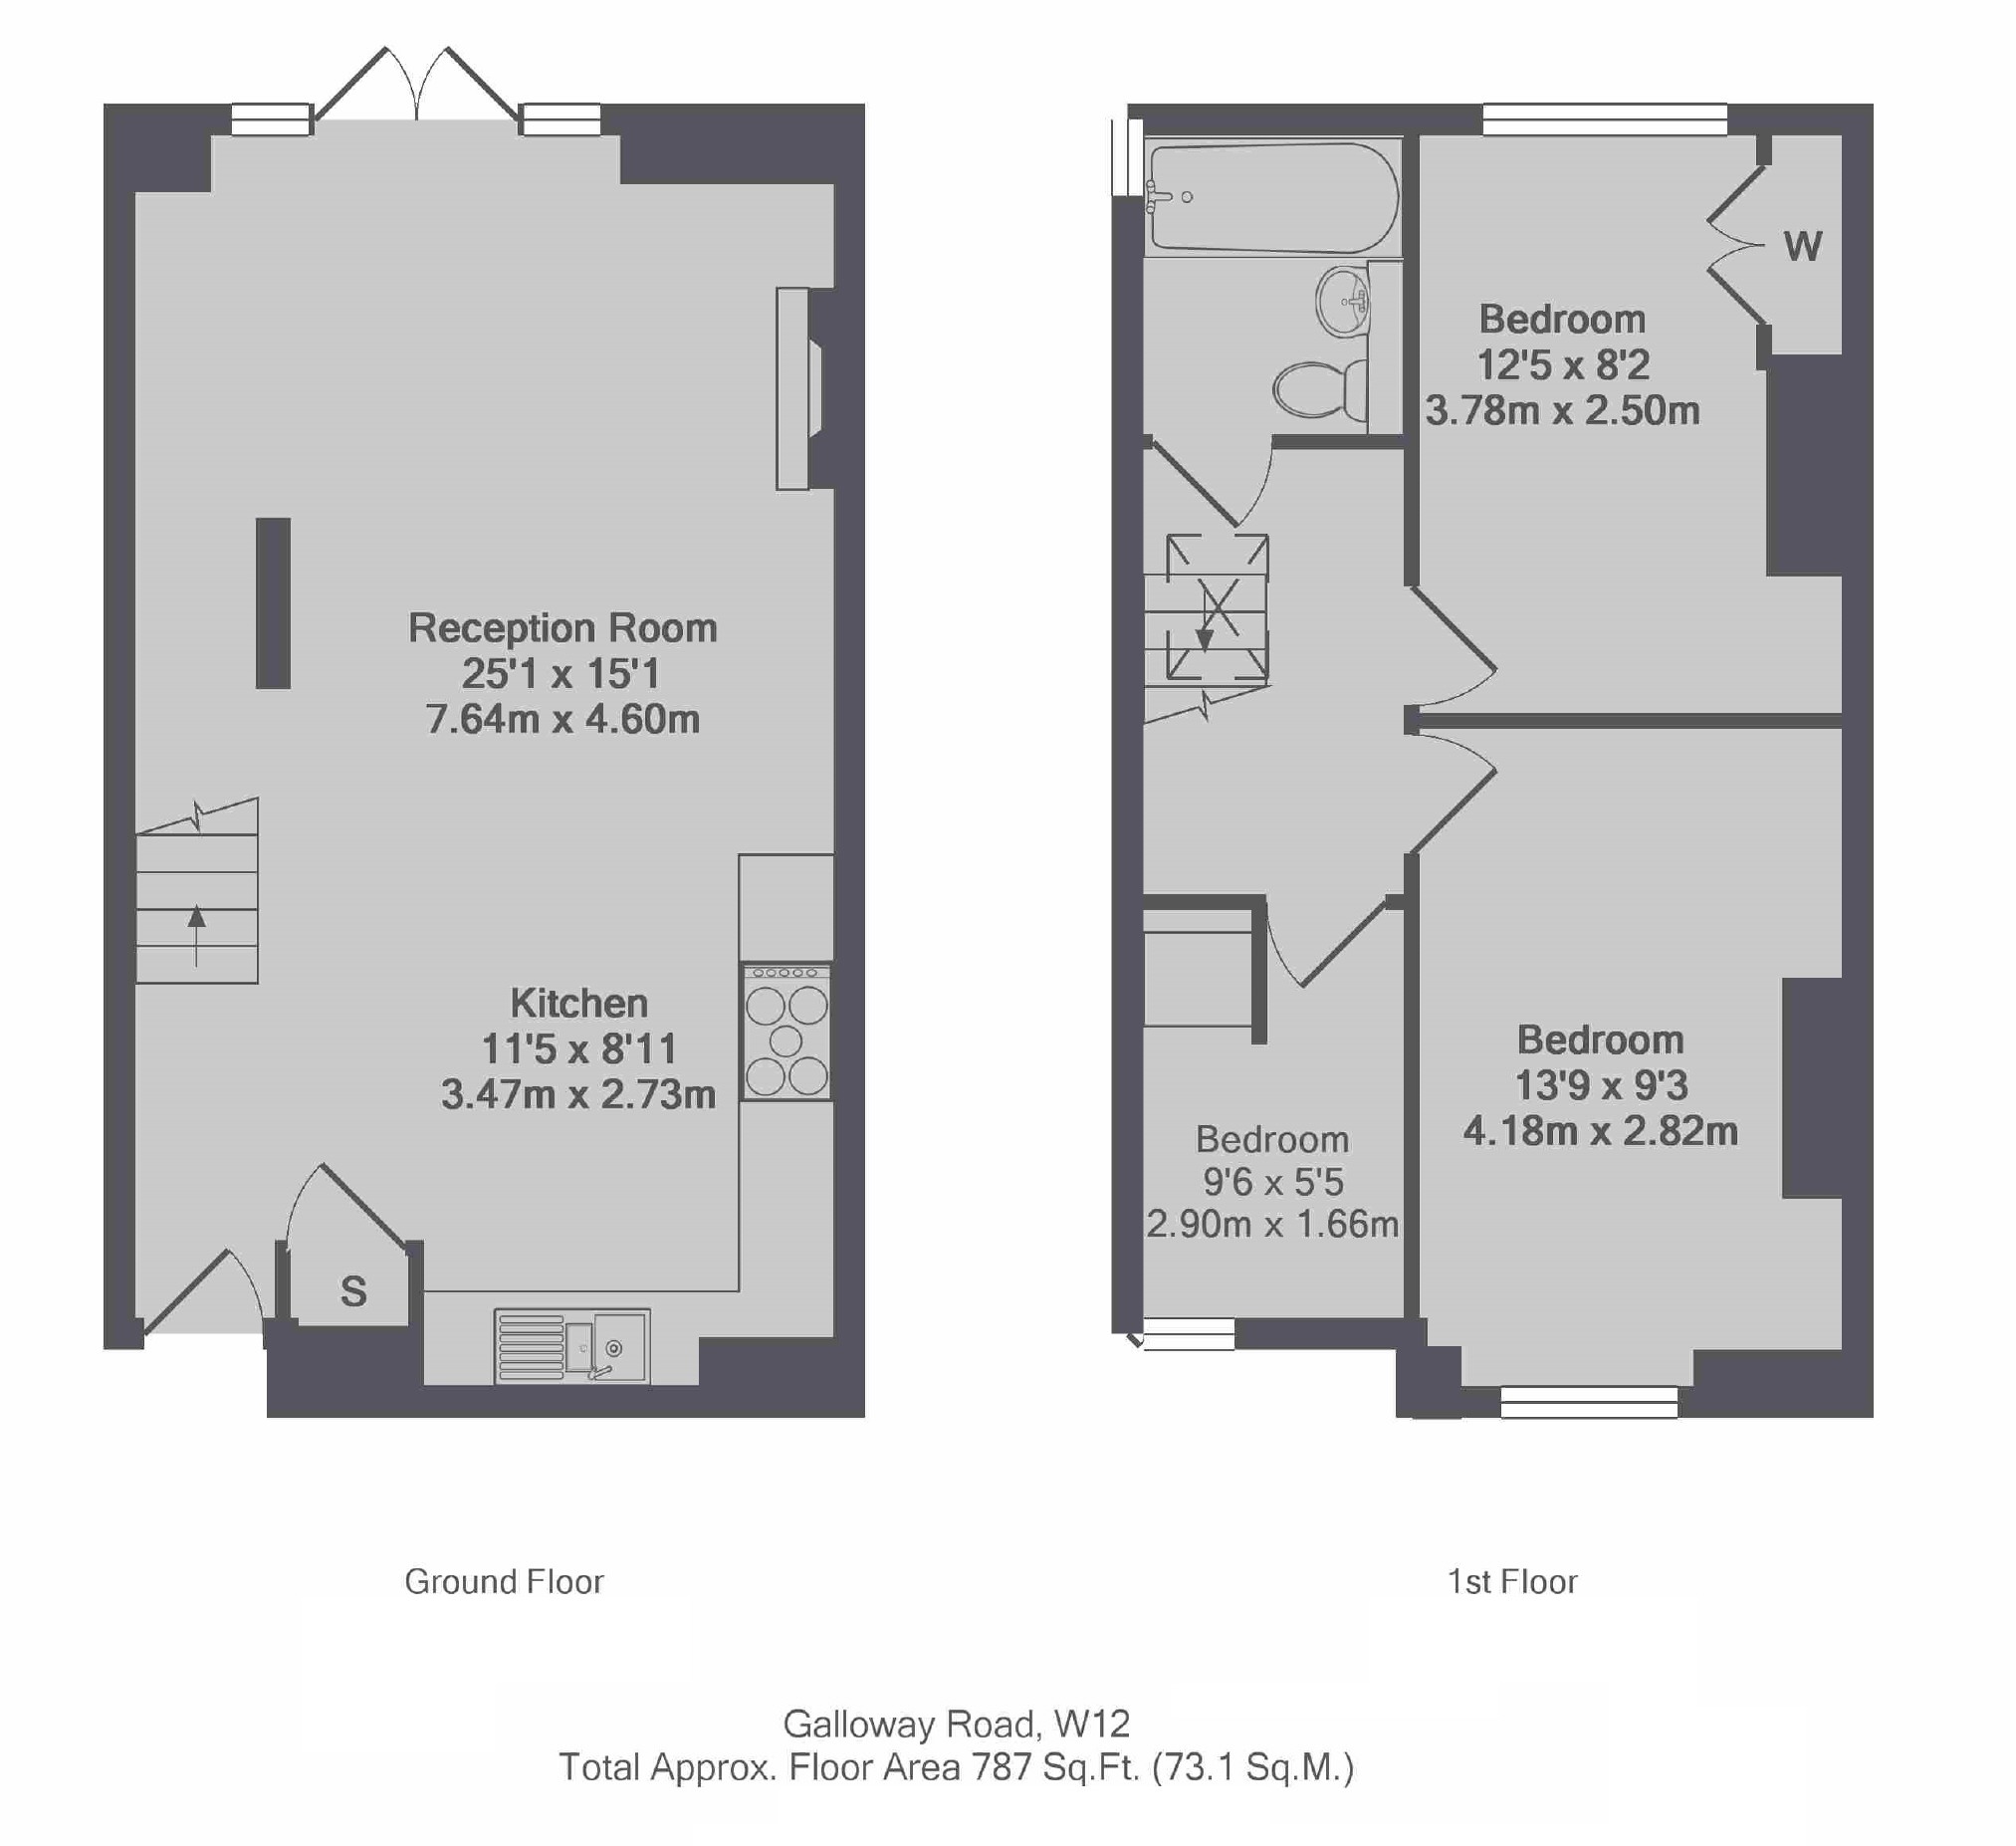 Reception Room
25'1 x 15'1
7.64m x 4.60m
Kitchen
11'5 x 8'11
3.47m x 2.73m
S
Ground Floor
W
Bedroom
12'5 x 8'2
3.78m x 2.50m
Bedroom
13'9 x 9'3
4.18m x 2.82m
Bedroom
9'6 x 5'5
2.90m x 1.66m
1st Floor
Galloway Road, W12
Total Approx. Floor Area 787 Sq.Ft. (73.1 Sq.M.)